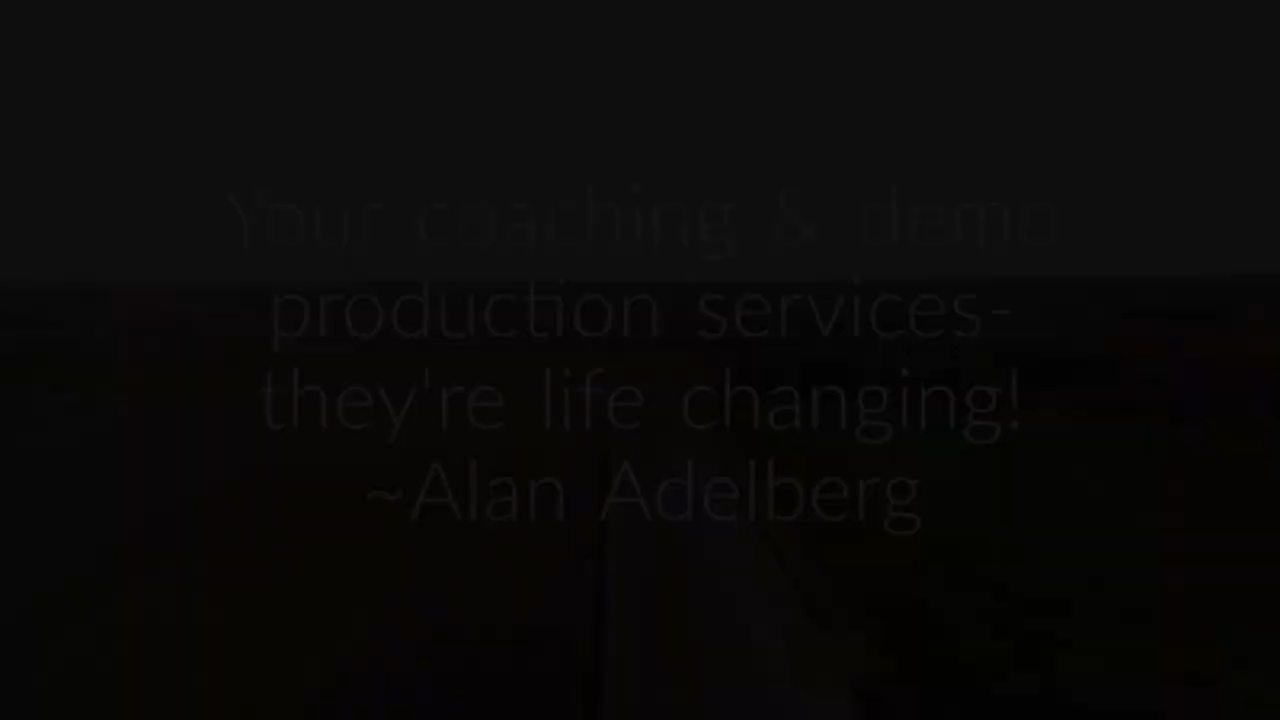 Your coaching & demo
production services-
they're life changing!
~Alan Adelberg